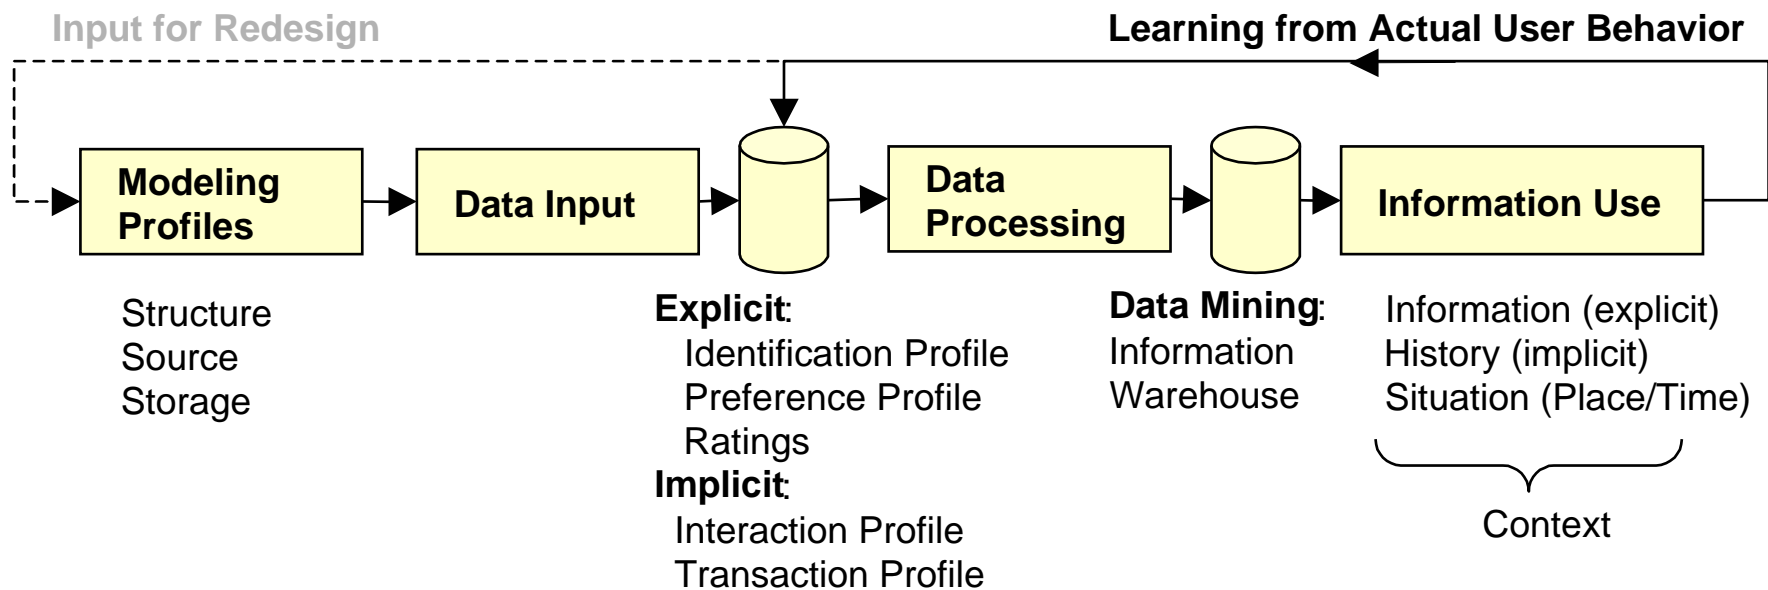 Input for Redesign
Learning from Actual User Behavior
Modeling
Profiles
Data Input
Data
Processing
Information Use
Structure
Source
Storage
Explicit:
Identification Profile
Preference Profile
Ratings
Implicit:
Interaction Profile
Transaction Profile
Data Mining:
Information
Warehouse
Information (explicit)
History (implicit)
Situation (Place/Time)
Context